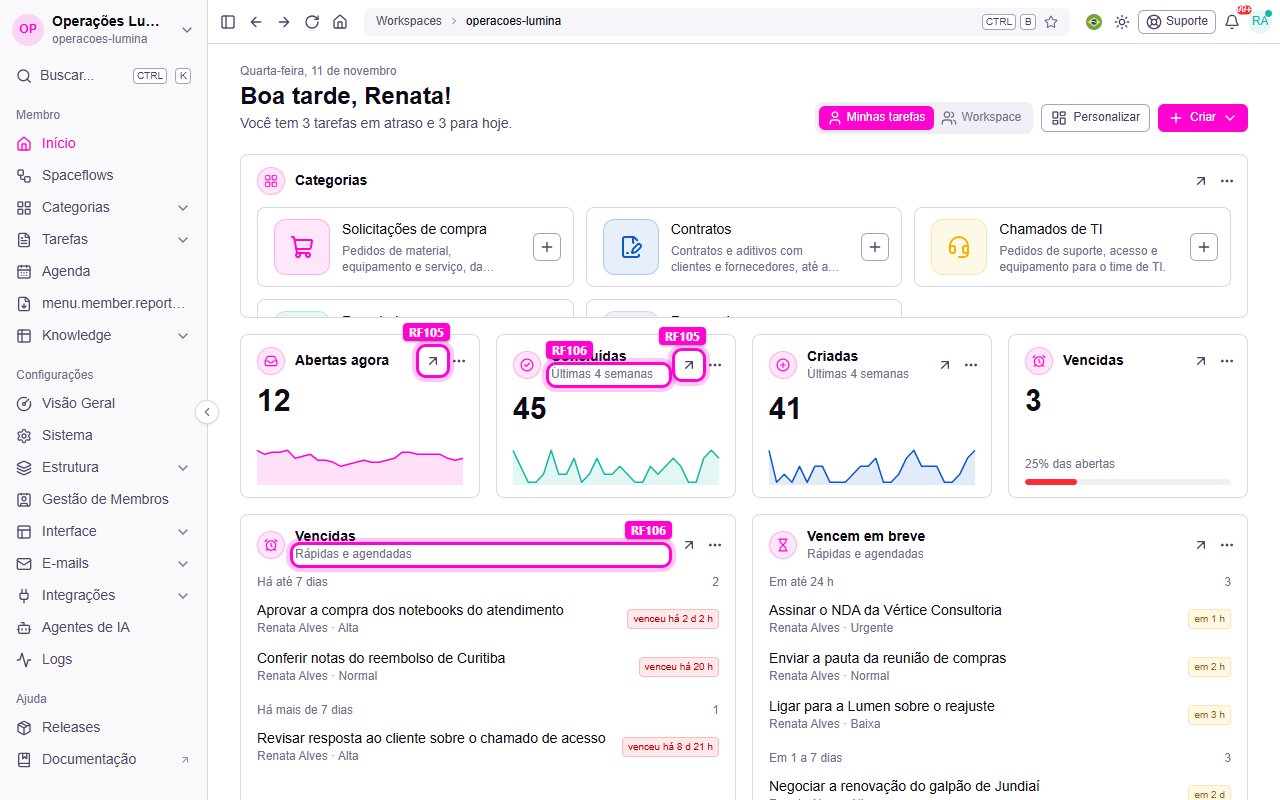 OP
Operações Lu...
operacoes-lumina
Buscar...
CTRL K
Membro
Início
Spaceflows
Categorias
Tarefas
Agenda
menu.member.report...
Knowledge
Configurações
Visão Geral
Sistema
Estrutura
Gestão de Membros
Interface
E-mails
Integrações
Agentes de IA
Logs
Ajuda
Releases
Documentação
Workspaces
operacoes-lumina
CTRL B
Suporte
99+
RA
Quarta-feira, 11 de novembro
Boa tarde, Renata!
Você tem 3 tarefas em atraso e 3 para hoje.
Minhas tarefas
Workspace
Personalizar
Criar
Categorias
Solicitações de compra
Pedidos de material,
equipamento e serviço, da...
Contratos
Contratos e aditivos com
clientes e fornecedores, até a...
Chamados de TI
Pedidos de suporte, acesso e
equipamento para o time de TI.
RF105
Abertas agora
12
RF106
RF105
Últimas 4 semanas
45
Criadas
Últimas 4 semanas
41
Vencidas
3
25% das abertas
Vencidas
RF106
Rápidas e agendadas
Há até 7 dias 2
Aprovar a compra dos notebooks do atendimento
Renata Alves · Alta
venceu há 2 d 2 h
Conferir notas do reembolso de Curitiba
Renata Alves · Normal
venceu há 20 h
Há mais de 7 dias 1
Revisar resposta ao cliente sobre o chamado de acesso
Renata Alves · Alta
venceu há 8 d 21 h
Vencem em breve
Rápidas e agendadas
Em até 24 h 3
Assinar o NDA da Vértice Consultoria
Renata Alves · Urgente
em 1 h
Enviar a pauta da reunião de compras
Renata Alves · Normal
em 2 h
Ligar para a Lumen sobre o reajuste
Renata Alves · Baixa
em 3 h
Em 1 a 7 dias 3
Negociar a renovação do galpão de Jundiaí
em 2 d